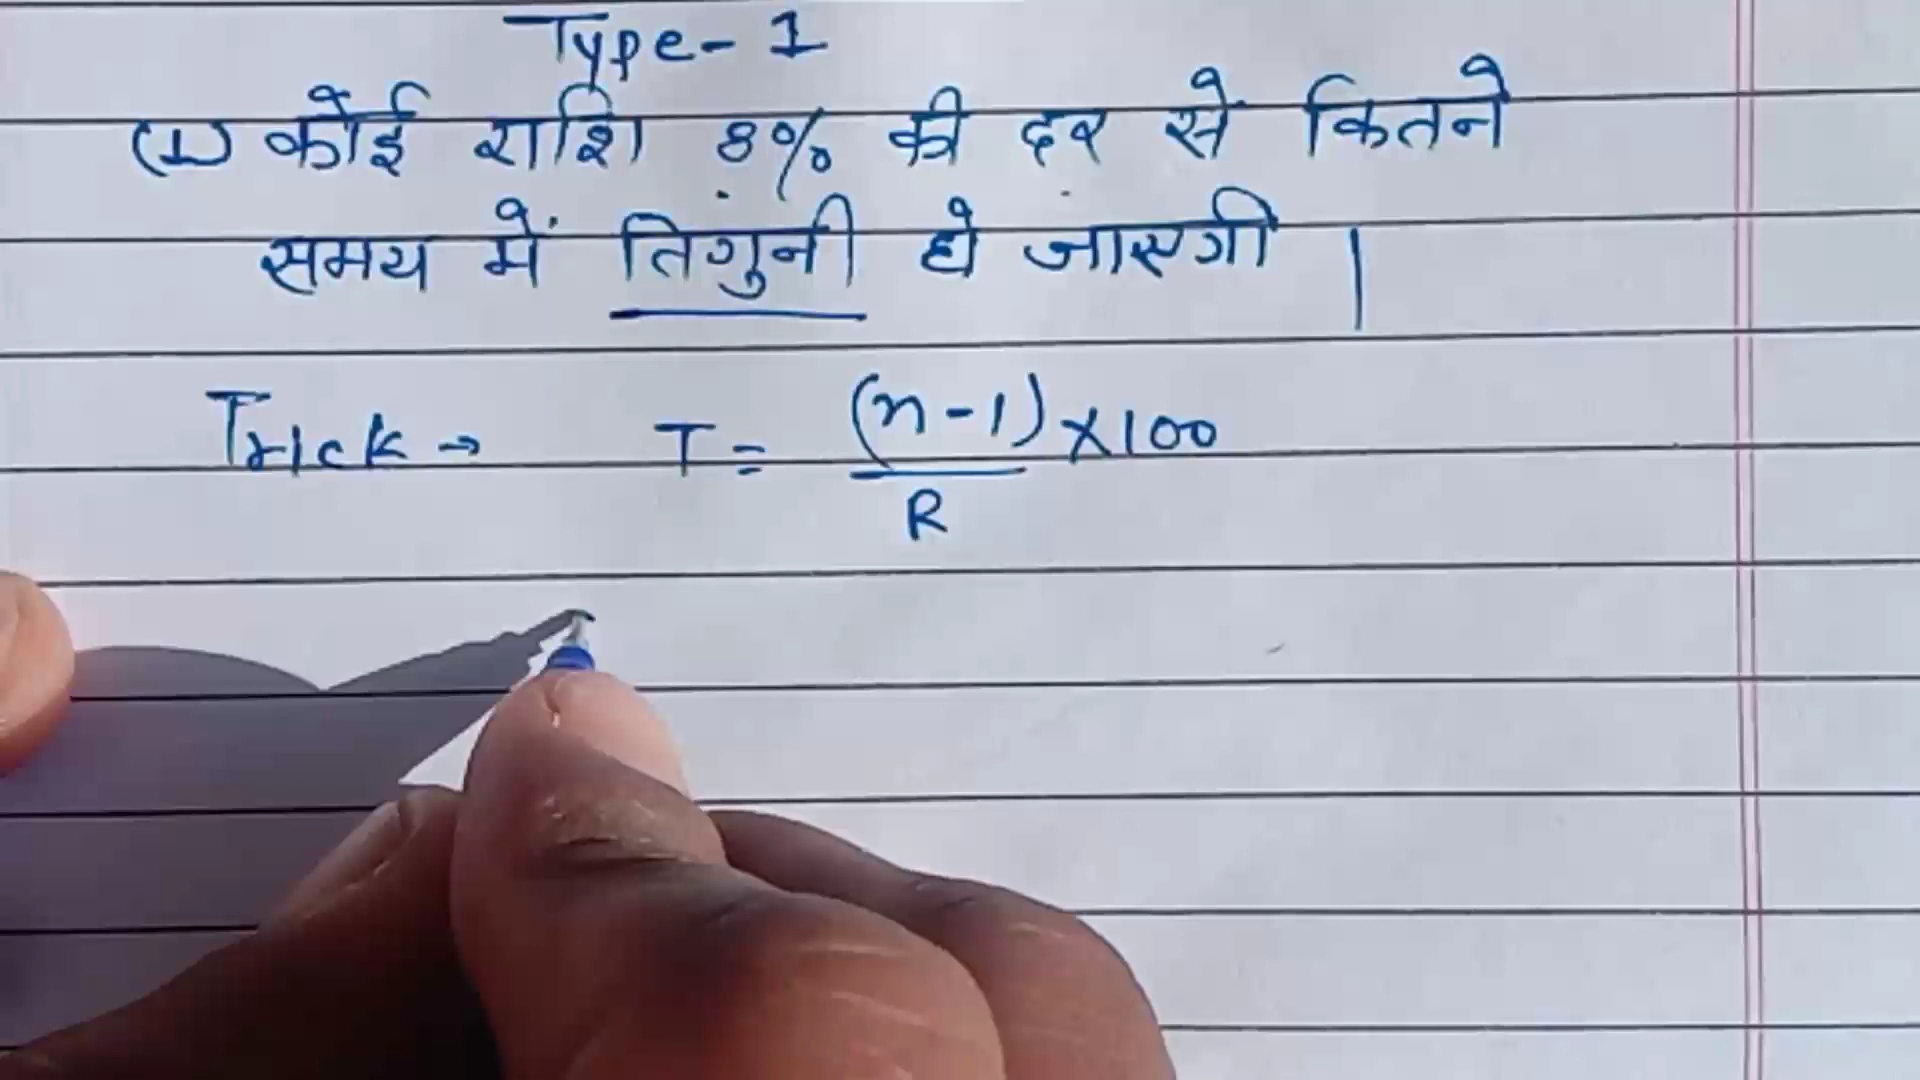 Type - 1
(1) कोई राशि 8% की दर से कितने
समय में तिगुनी हो जाएगी |
Trick → T = (n-1)/R × 100